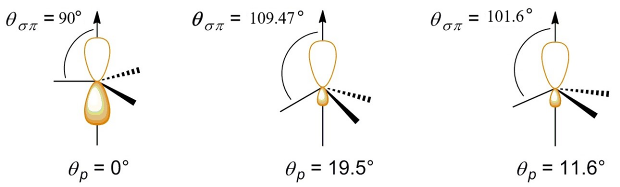 θσπ = 90°
θσπ = 109.47°
θσπ = 101.6°
θp = 0°
θp = 19.5°
θp = 11.6°